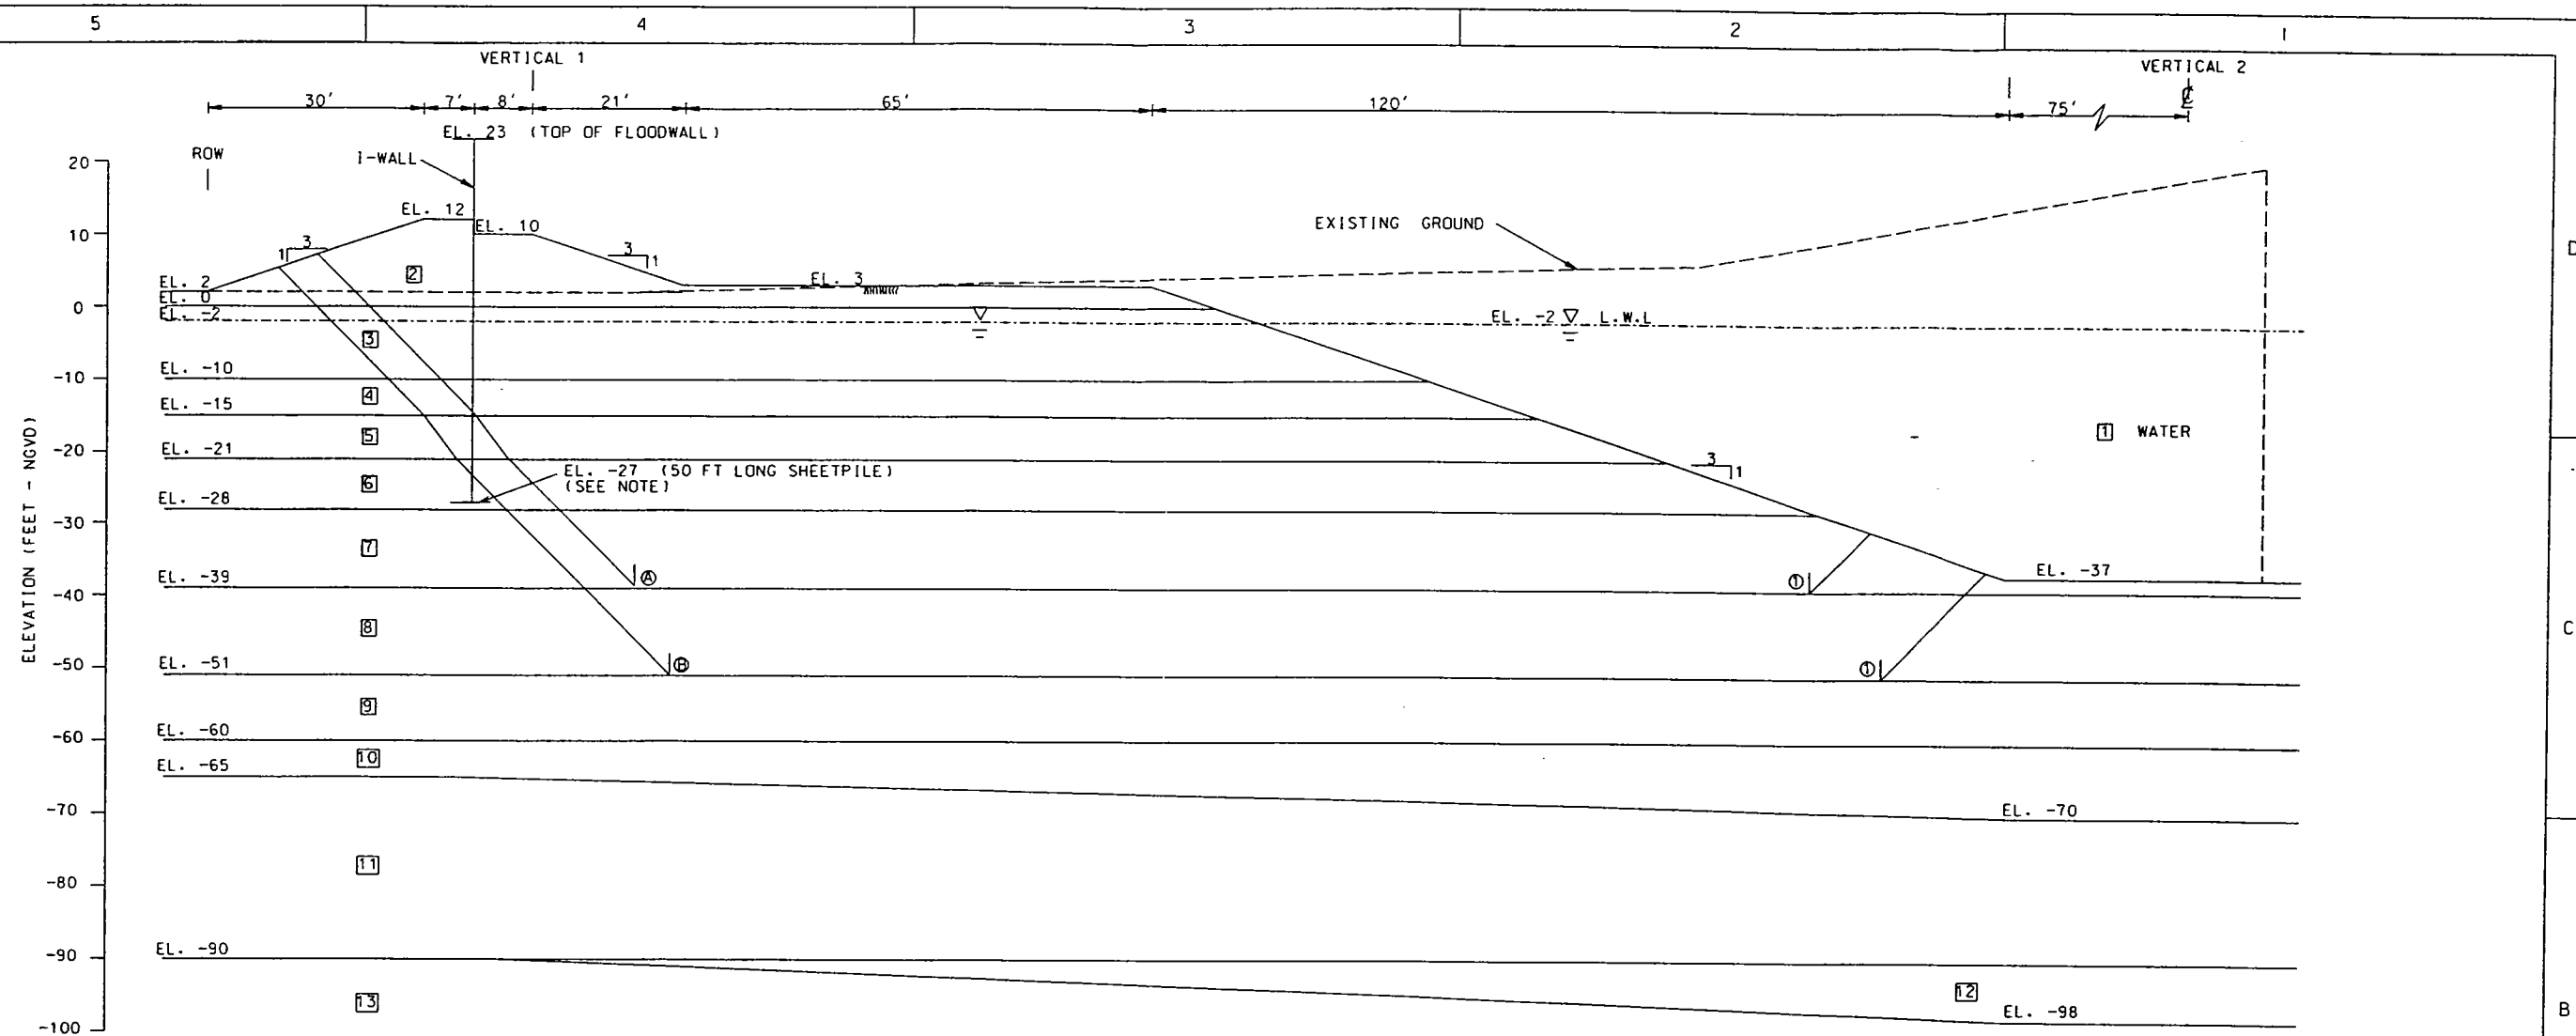 5 4 3 2 1
VERTICAL 1 VERTICAL 2
30' 7' 8' 21' 65' 120' 75'
EL. 23 (TOP OF FLOODWALL)
ROW
I-WALL
20
EL. 12
EL. 10
EXISTING GROUND
10
3
1
3
1
D
2
EL. 2
EL. 3
EL. 0
0
EL. -2
EL. -2 L.W.L
3
EL. -10
-10
4
EL. -15
5
1 WATER
-20
EL. -21
EL. -27 (50 FT LONG SHEETPILE)
(SEE NOTE)
3
1
6
EL. -28
-30
7
ELEVATION (FEET - NGVD)
EL. -39
A
1
EL. -37
-40
8
C
EL. -51
-50
B
1
9
EL. -60
-60
10
EL. -65
-70
EL. -70
11
-80
EL. -90
-90
13
12
EL. -98
B
-100